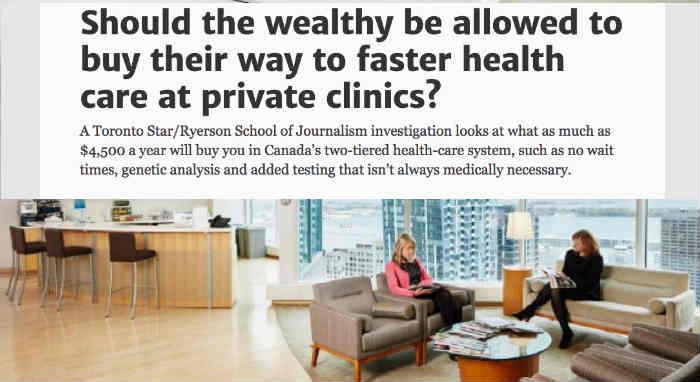 Should the wealthy be allowed to
buy their way to faster health
care at private clinics?
A Toronto Star/Ryerson School of Journalism investigation looks at what as much as
$4,500 a year will buy you in Canada’s two-tiered health-care system, such as no wait
times, genetic analysis and added testing that isn’t always medically necessary.